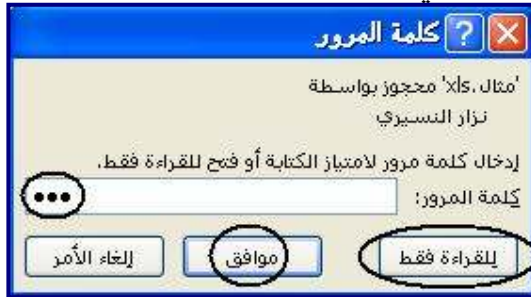 كلمة المرور
'مثال.xls' محجوز بواسطة
نزار النسيري
إدخال كلمة مرور لامتياز الكتابة أو فتح للقراءة فقط.
كلمة المرور:
للقراءة فقط
موافق
إلغاء الأمر